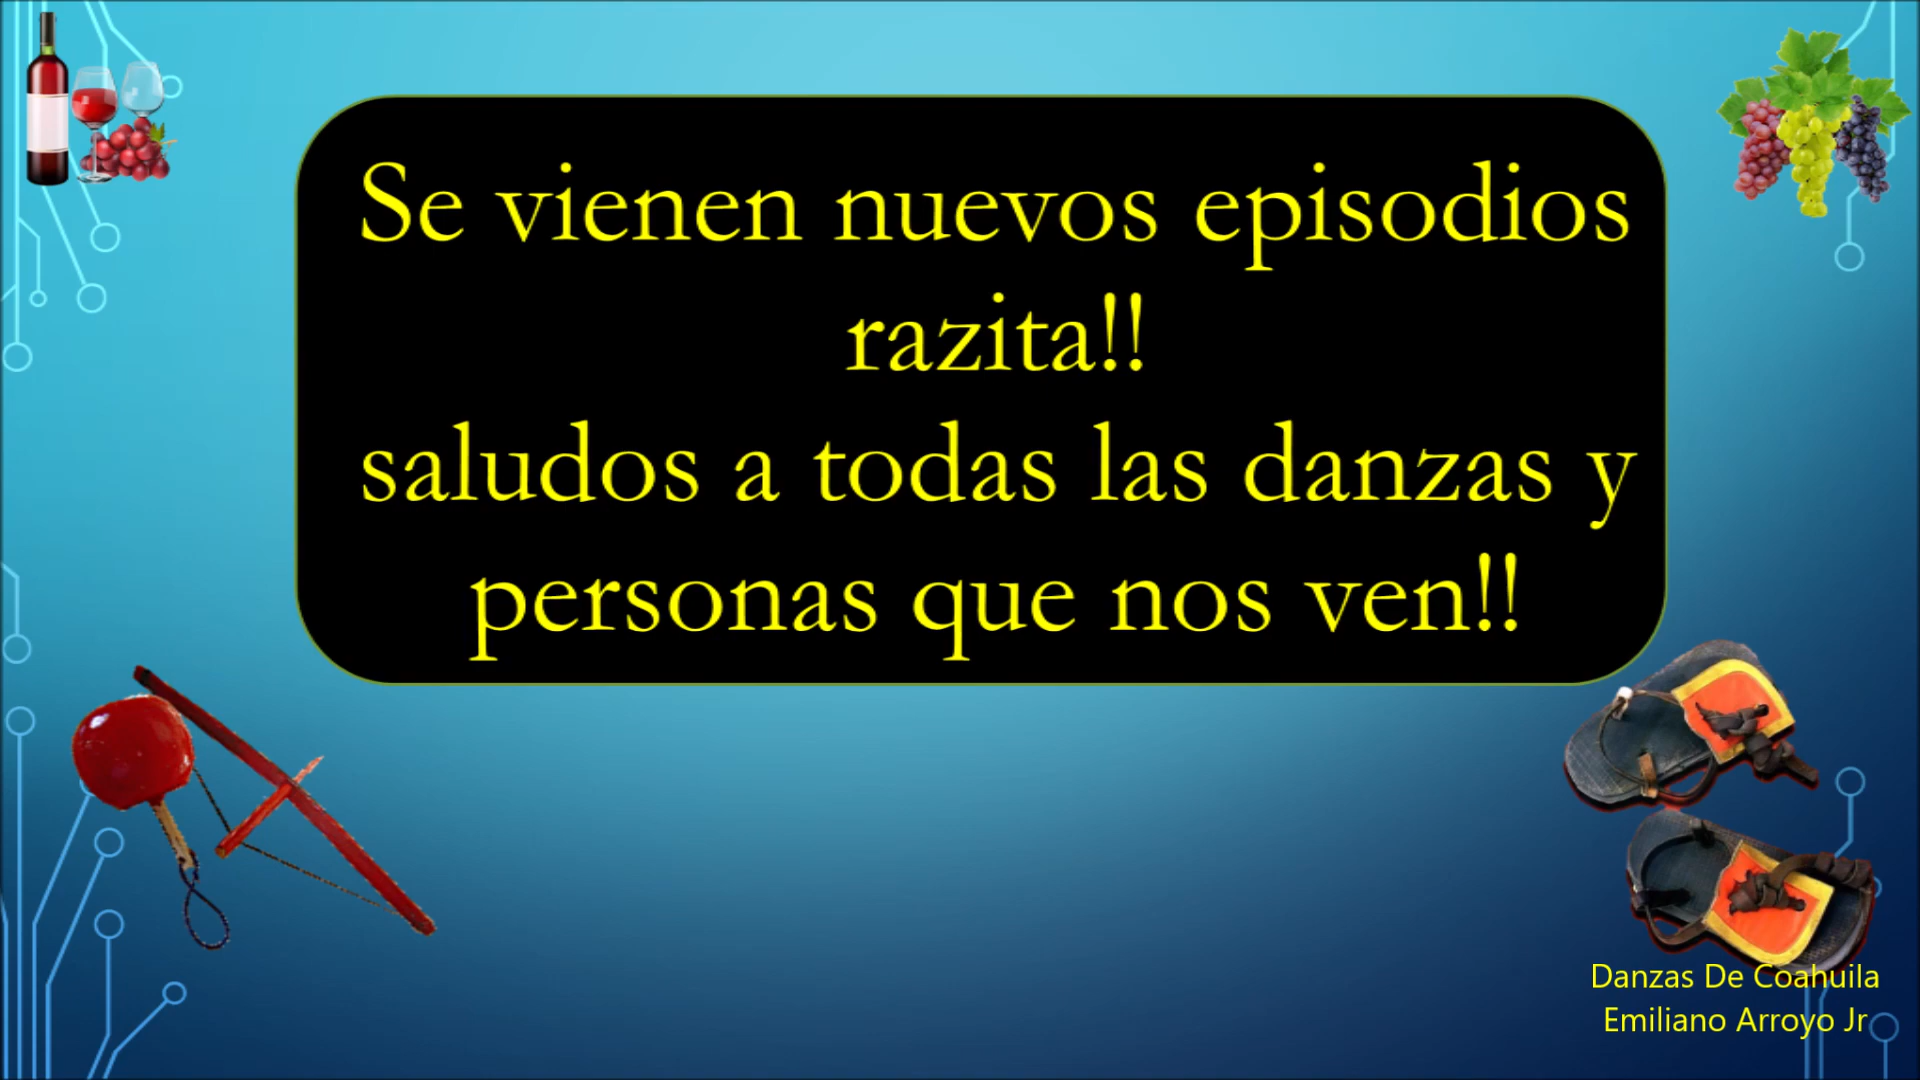 Se vienen nuevos episodios
razita!!
saludos a todas las danzas y
personas que nos ven!!
Danzas De Coahuila
Emiliano Arroyo Jr